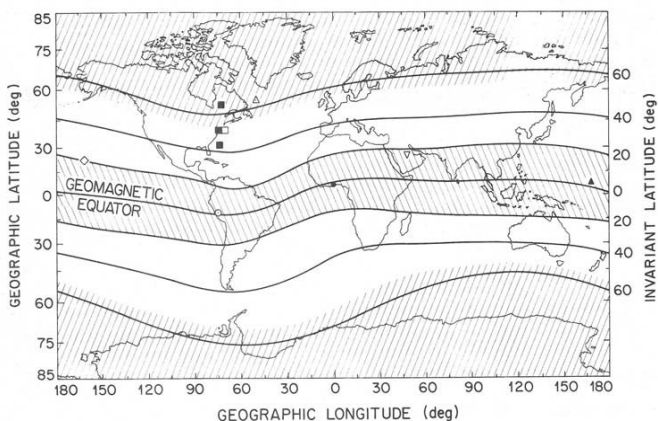 85
75
60
30
0
30
60
75
85
GEOGRAPHIC LATITUDE (deg)
GEOMAGNETIC
EQUATOR
60
40
20
0
20
40
60
INVARIANT LATITUDE (deg)
180 150 120 90 60 30 0 30 60 90 120 150 180
GEOGRAPHIC LONGITUDE (deg)